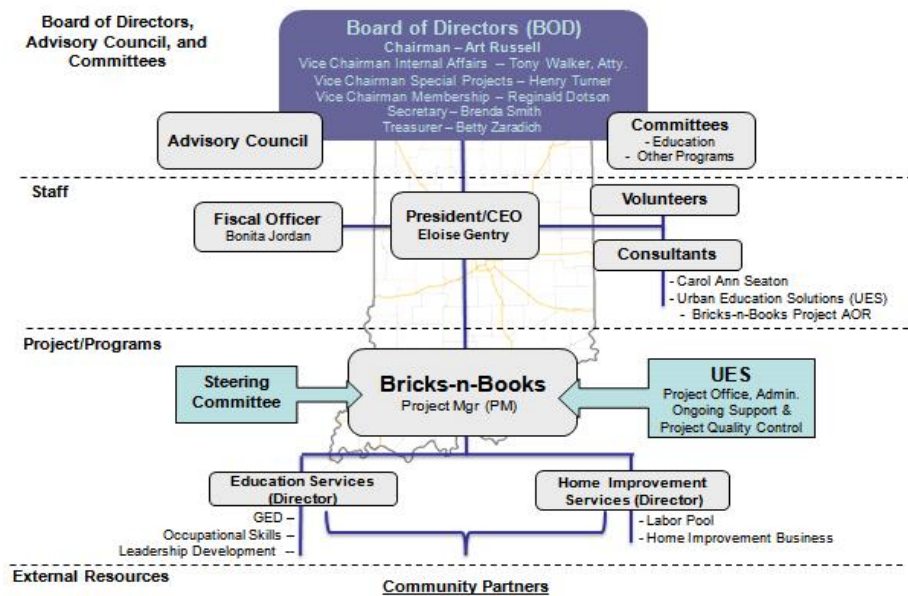 Board of Directors,
Advisory Council, and
Committees
Board of Directors (BOD)
Chairman – Art Russell
Vice Chairman Internal Affairs – Tony Walker, Atty.
Vice Chairman Special Projects – Henry Turner
Vice Chairman Membership – Reginald Dotson
Secretary – Brenda Smith
Treasurer – Betty Zaradich
Advisory Council
Committees
- Education
- Other Programs
Staff
Fiscal Officer
Bonita Jordan
President/CEO
Eloise Gentry
Volunteers
Consultants
- Carol Ann Seaton
- Urban Education Solutions (UES)
- Bricks-n-Books Project AOR
Project/Programs
Steering
Committee
Bricks-n-Books
Project Mgr (PM)
UES
Project Office, Admin.
Ongoing Support &
Project Quality Control
Education Services
(Director)
GED –
Occupational Skills –
Leadership Development –
Home Improvement
Services (Director)
- Labor Pool
- Home Improvement Business
External Resources
Community Partners